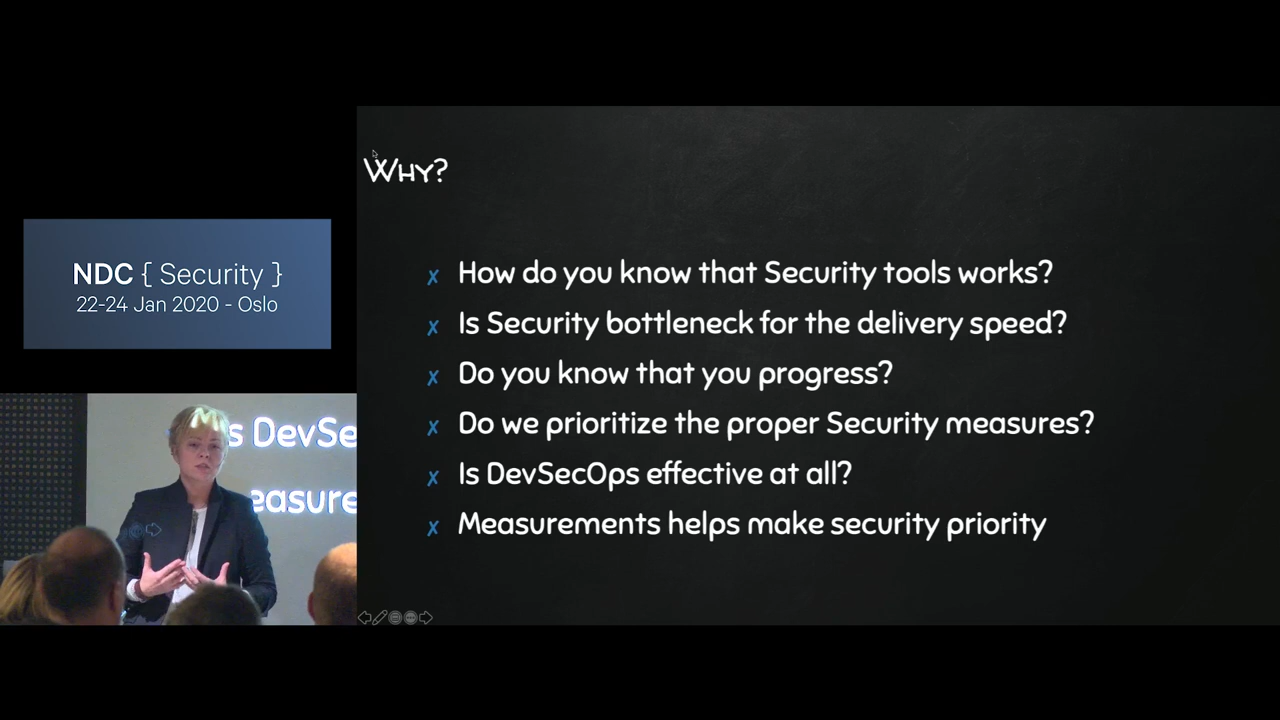 NDC { Security }
22-24 Jan 2020 - Oslo
s DevSe
easure
Why?
x How do you know that Security tools works?
x Is Security bottleneck for the delivery speed?
x Do you know that you progress?
x Do we prioritize the proper Security measures?
x Is DevSecOps effective at all?
x Measurements helps make security priority